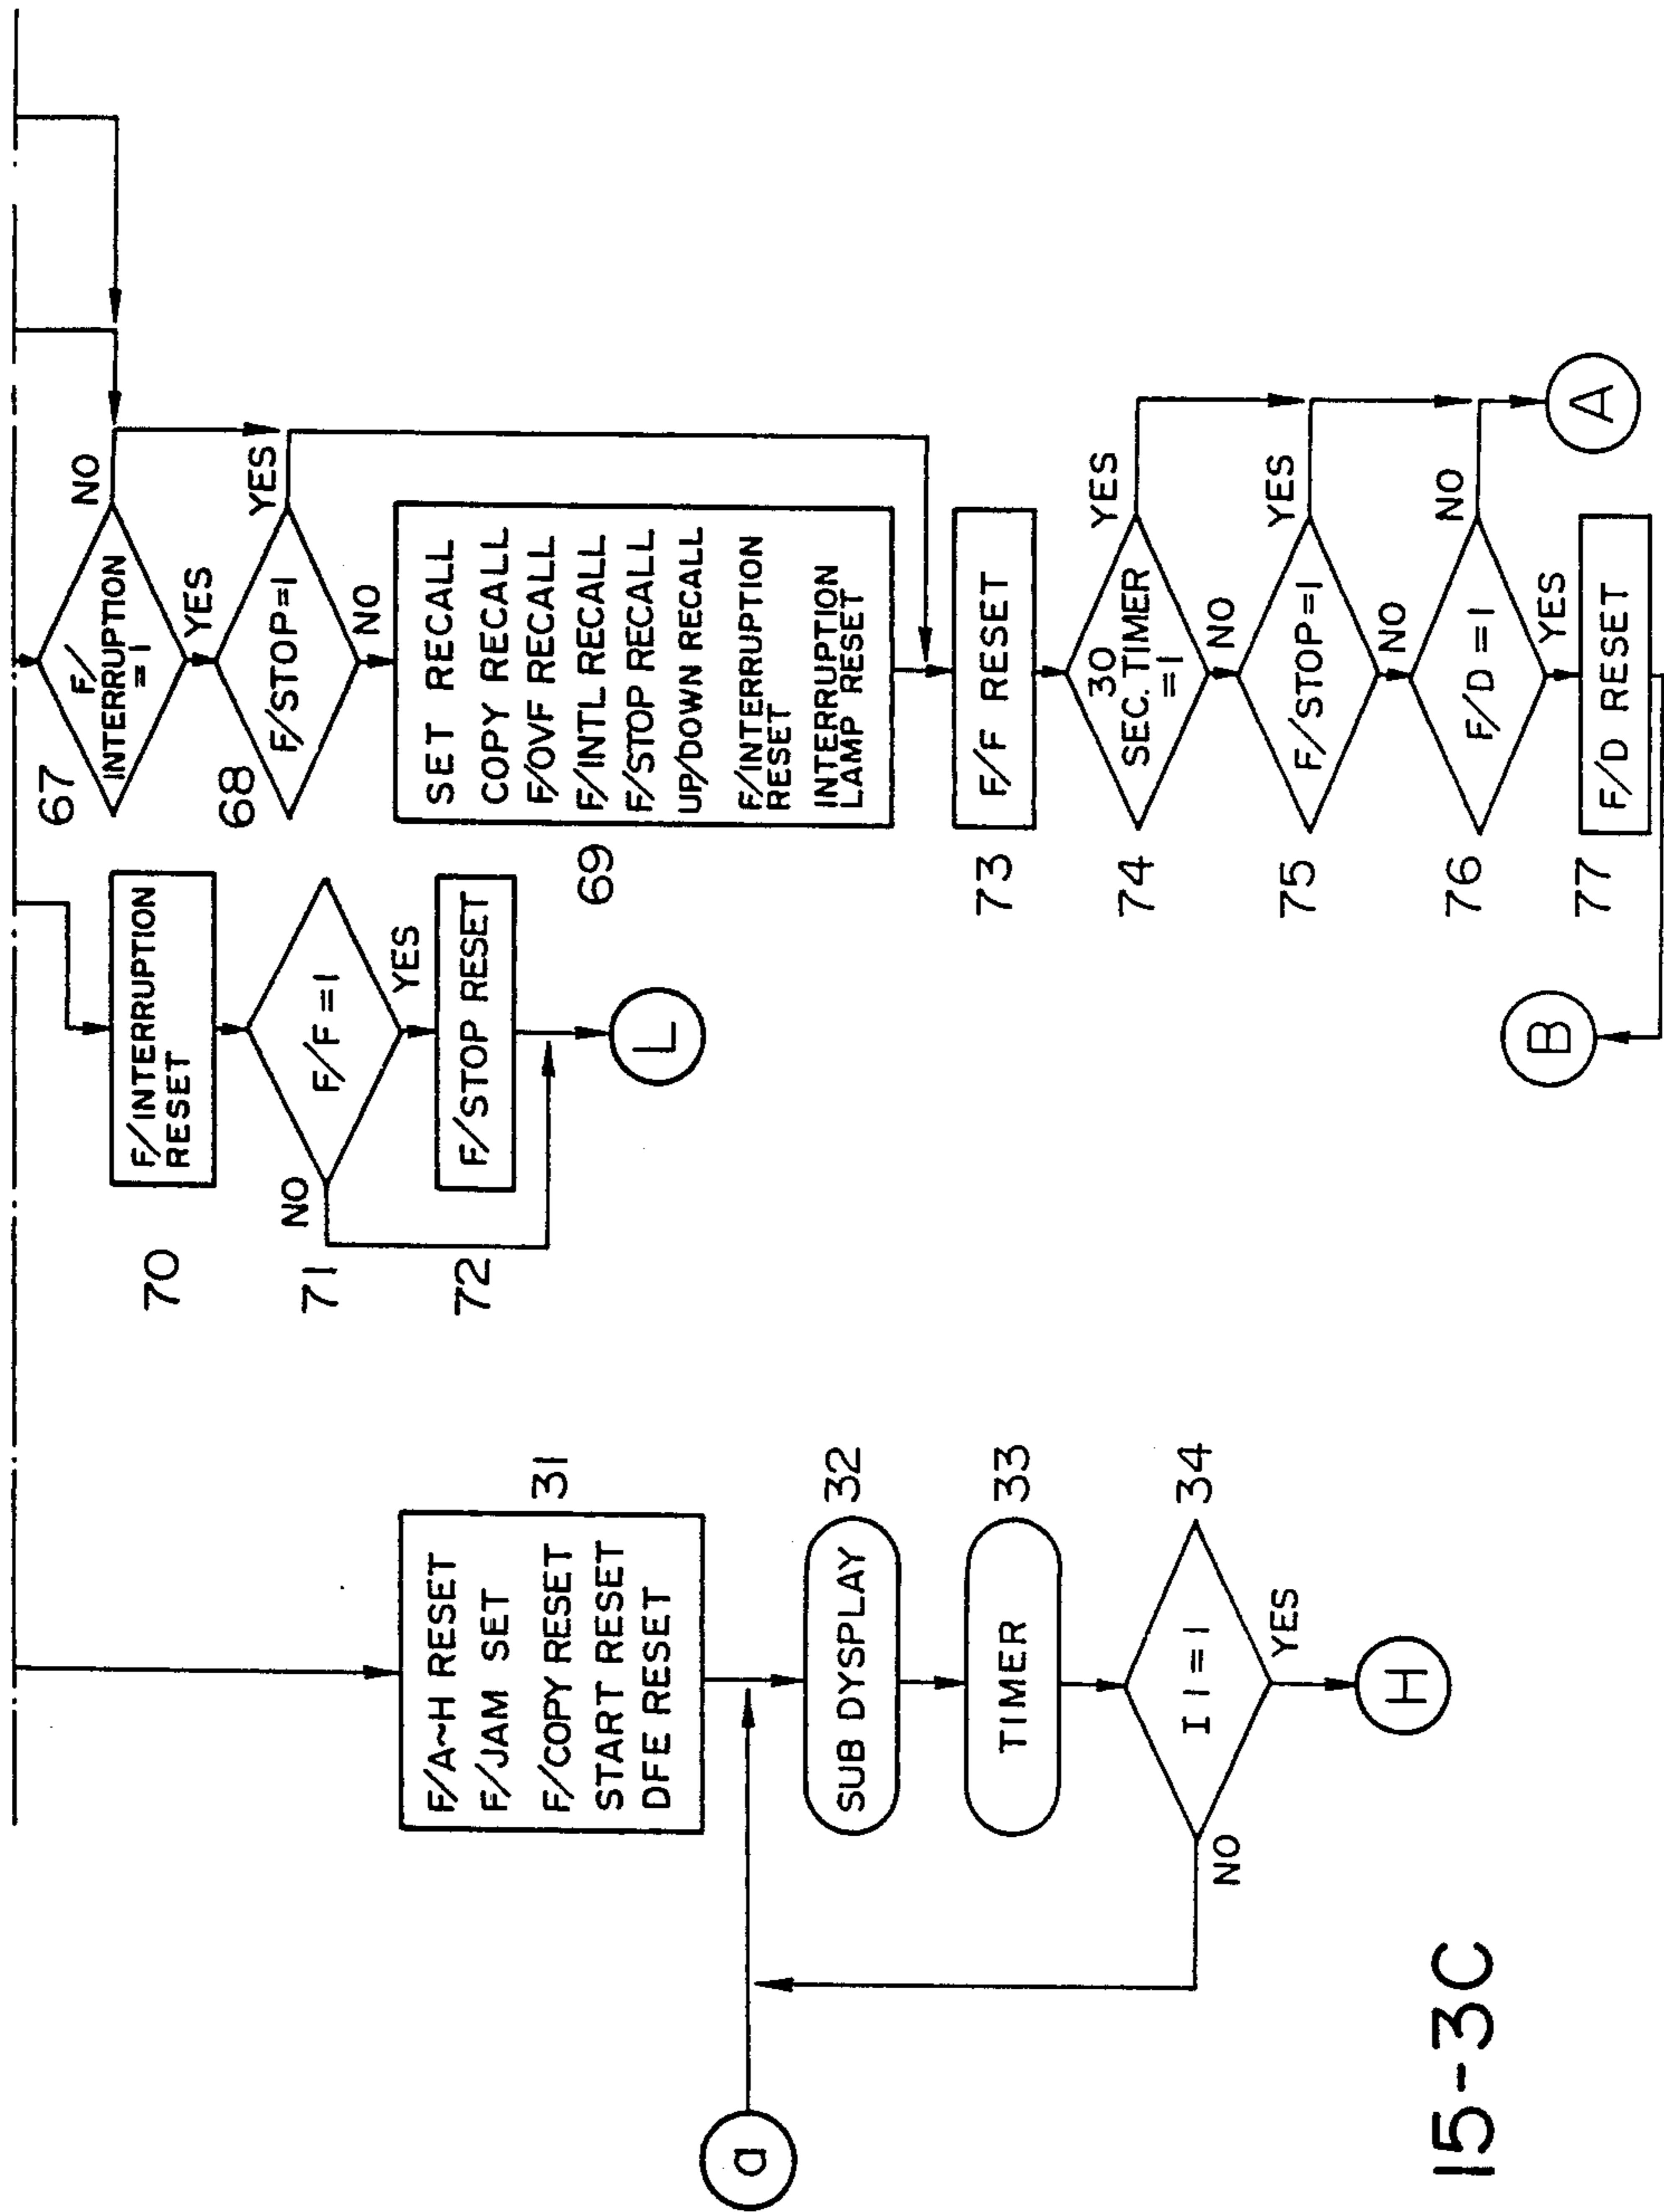 a
F/A~H RESET
F/JAM SET
F/COPY RESET
START RESET
DFE RESET
31
SUB DYSPLAY
32
TIMER
33
I1=1
34
NO
YES
H
70
F/INTERRUPTION
RESET
71
F/F=1
NO
YES
72
F/STOP RESET
L
67
F/
INTERRUPTION
=1
NO
YES
68
F/STOP=1
YES
NO
69
SET RECALL
COPY RECALL
F/OVF RECALL
F/INTL RECALL
F/STOP RECALL
UP/DOWN RECALL
F/INTERRUPTION
RESET
INTERRUPTION
LAMP RESET
73
F/F RESET
74
30
SEC. TIMER
=1
YES
NO
75
F/STOP=1
YES
NO
76
F/D=1
NO
YES
A
77
F/D RESET
B
15-3C